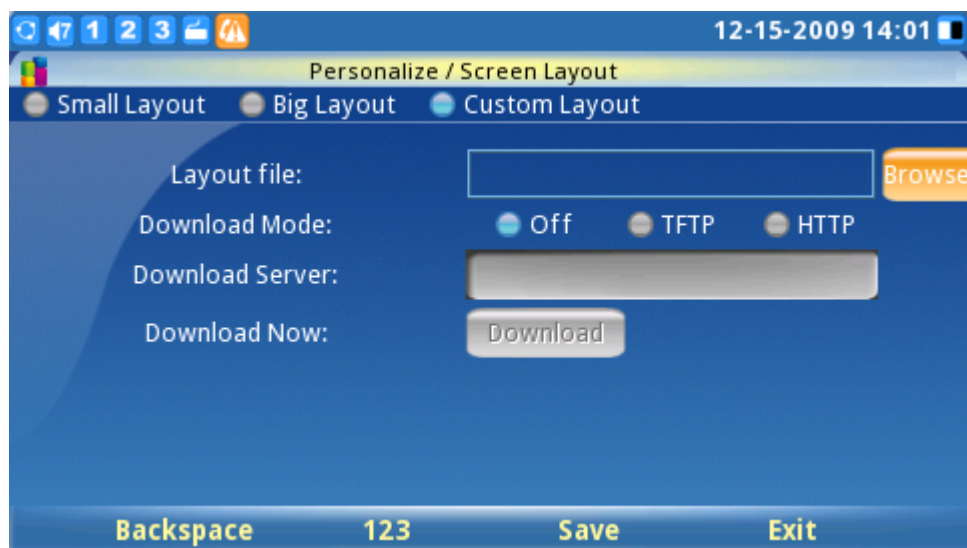 7 1 2 3 12-15-2009 14:01
Personalize / Screen Layout
Small Layout Big Layout Custom Layout
Layout file: Browse
Download Mode: Off TFTP HTTP
Download Server:
Download Now: Download
Backspace 123 Save Exit